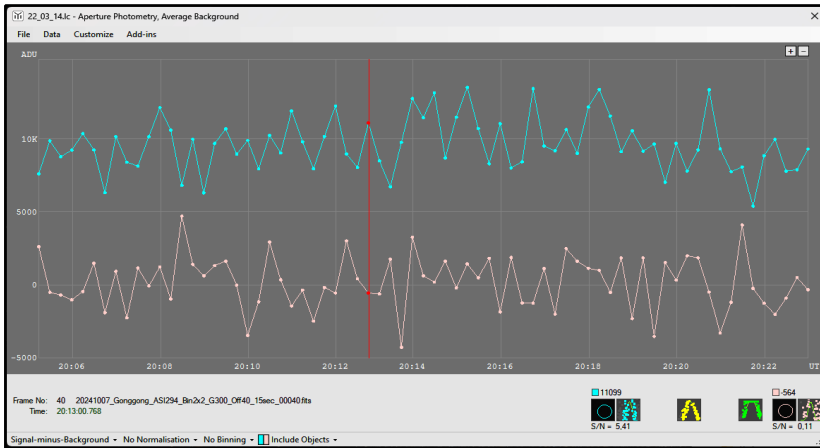 22_03_14.lc - Aperture Photometry, Average Background
File Data Customize Add-ins
ADU
+ -
10K
5000
0
-5000
20:06 20:08 20:10 20:12 20:14 20:16 20:18 20:20 20:22 UT
11099 -564
Frame No: 40 20241007_Gonggong_ASI294_Bin2x2_G300_Off40_15sec_00040.fits
Time: 20:13:00.768
S/N = 5.41 S/N = 0.11
Signal-minus-Background No Normalisation No Binning Include Objects